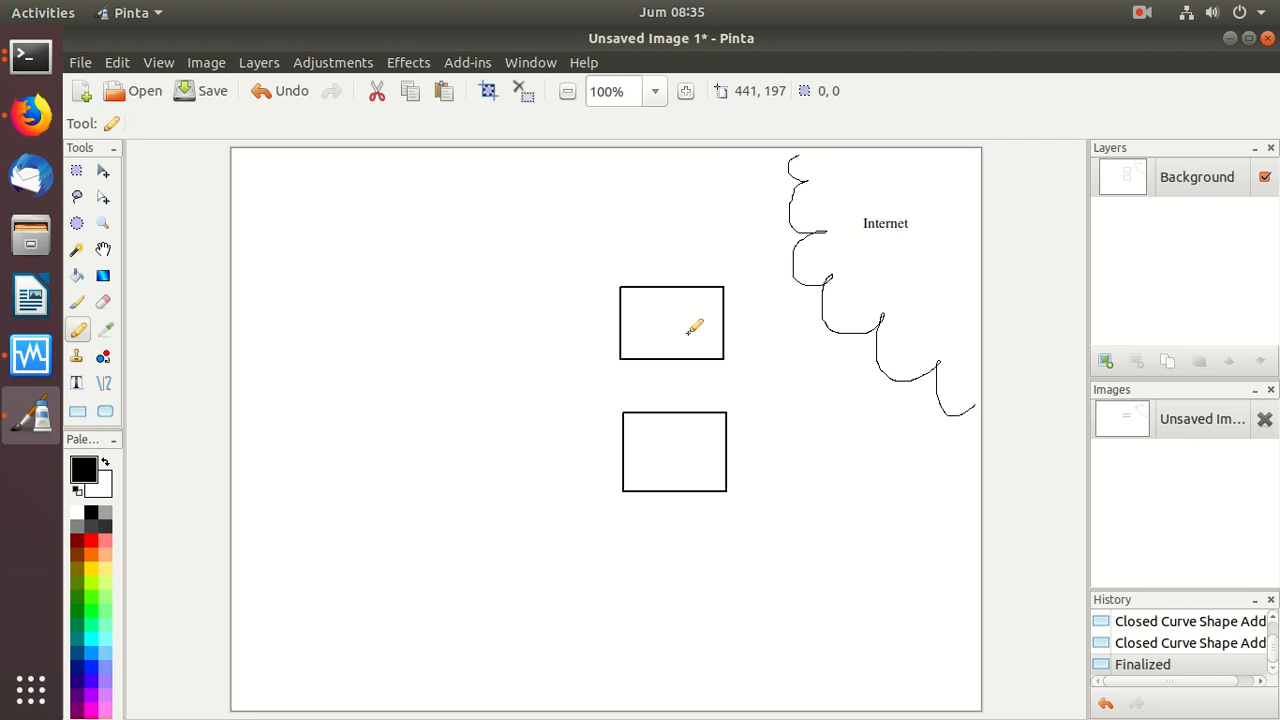 Activities Pinta Jum 08:35
Unsaved Image 1* - Pinta
File Edit View Image Layers Adjustments Effects Add-ins Window Help
Open Save Undo 100% 441, 197 0, 0
Tool:
Tools
Layers
Background
Internet
Images
Unsaved Im...
Pale...
History
Closed Curve Shape Add
Closed Curve Shape Add
Finalized